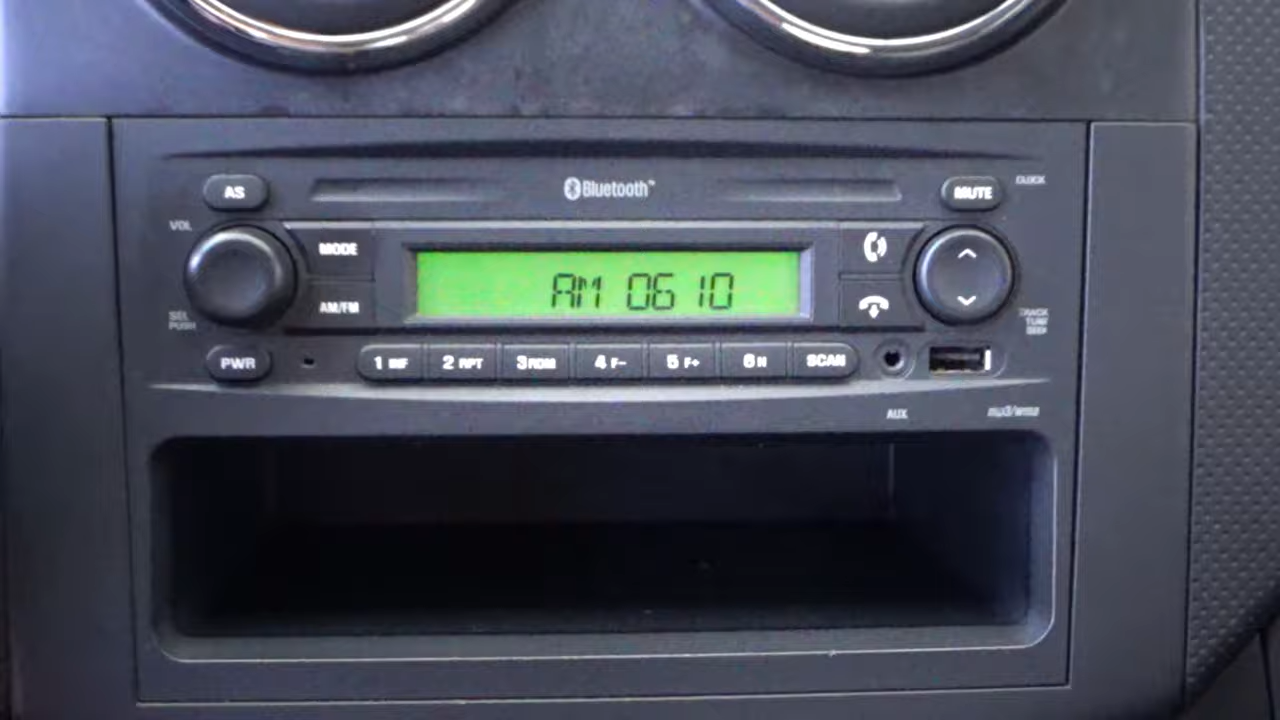 AS
Bluetooth™
MUTE
CLOCK
VOL
MODE
AM/FM
AM 0610
SEL
PUSH
TRACK
TUNE
SEEK
PWR
1 INF
2 RPT
3 RDM
4 F-
5 F+
6
SCAN
AUX
mp3/wma